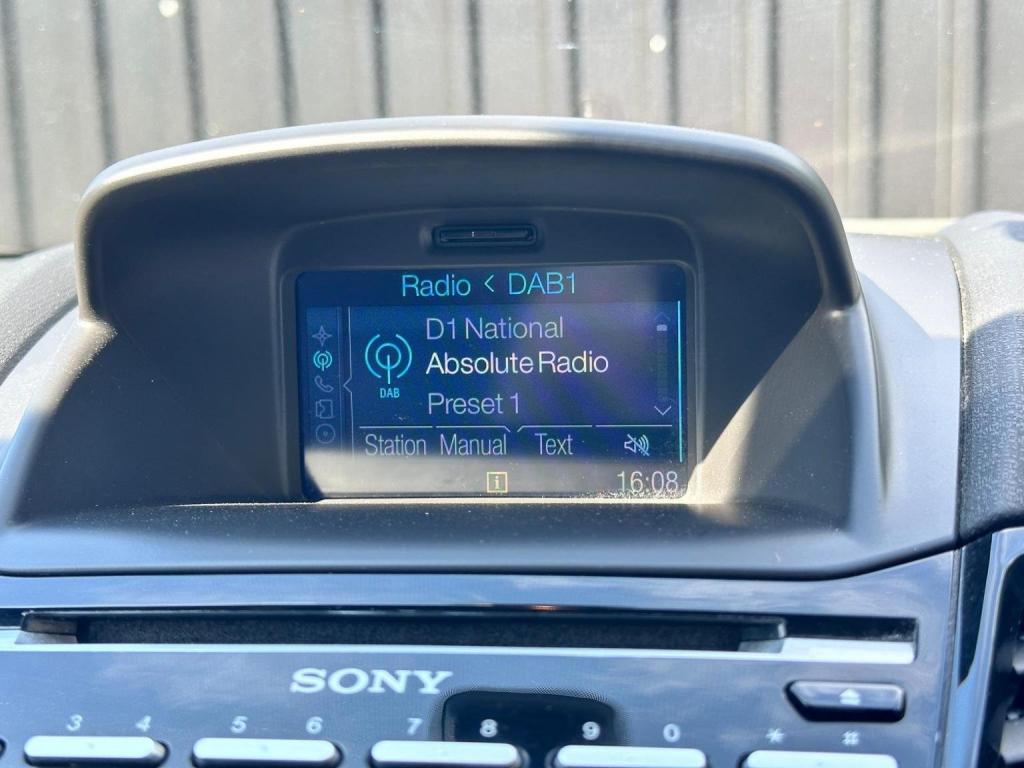 Radio < DAB1
D1 National
Absolute Radio
DAB
Preset 1
Station Manual Text
i 16:08
SONY
3 4 5 6 7 8 9 0 * #